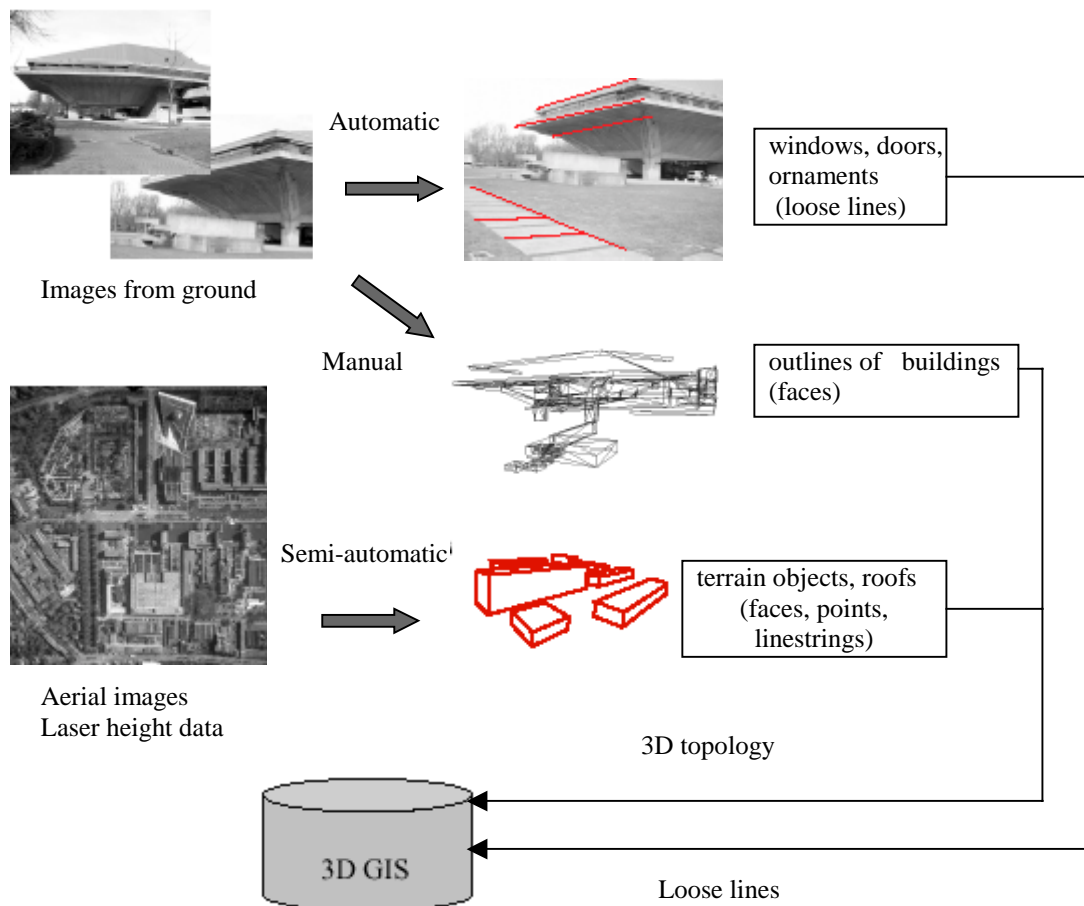 Automatic
windows, doors,
ornaments
(loose lines)
Images from ground
Manual
outlines of buildings
(faces)
Semi-automatic
terrain objects, roofs
(faces, points,
linestrings)
Aerial images
Laser height data
3D topology
3D GIS
Loose lines